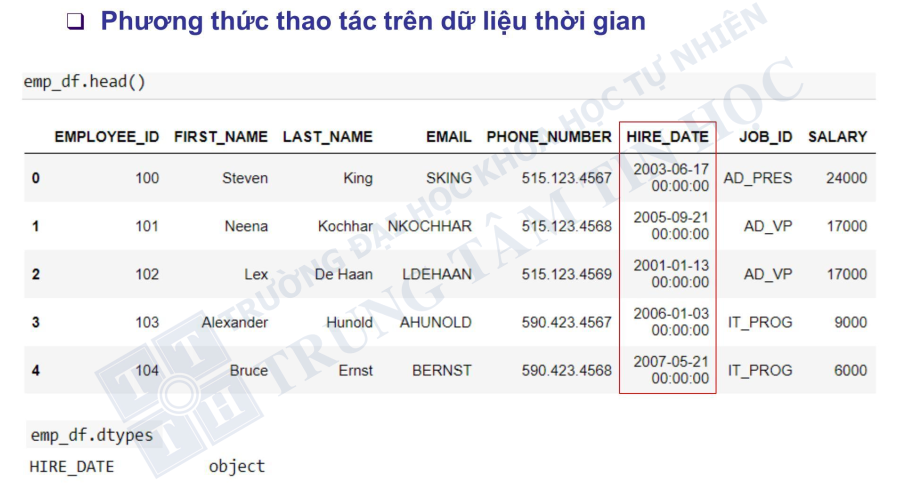 ❑ Phương thức thao tác trên dữ liệu thời gian
emp_df.head()
EMPLOYEE_ID FIRST_NAME LAST_NAME EMAIL PHONE_NUMBER HIRE_DATE JOB_ID SALARY
0 100 Steven King SKING 515.123.4567 2003-06-17 00:00:00 AD_PRES 24000
1 101 Neena Kochhar NKOCHHAR 515.123.4568 2005-09-21 00:00:00 AD_VP 17000
2 102 Lex De Haan LDEHAAN 515.123.4569 2001-01-13 00:00:00 AD_VP 17000
3 103 Alexander Hunold AHUNOLD 590.423.4567 2006-01-03 00:00:00 IT_PROG 9000
4 104 Bruce Ernst BERNST 590.423.4568 2007-05-21 00:00:00 IT_PROG 6000
emp_df.dtypes
HIRE_DATE object
TRƯỜNG ĐẠI HỌC KHOA HỌC TỰ NHIÊN
TRUNG TÂM TIN HỌC
T T
T H